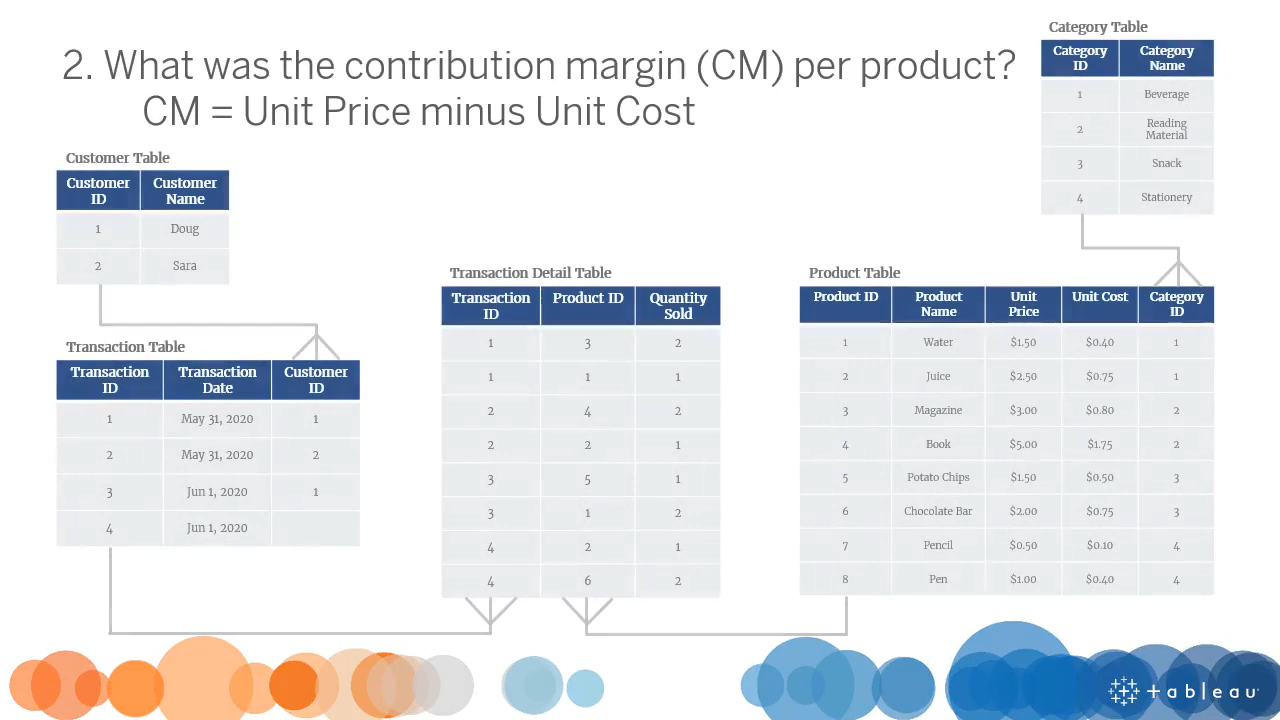 2. What was the contribution margin (CM) per product?
CM = Unit Price minus Unit Cost
Category Table
Category ID Category Name
1 Beverage
2 Reading Material
3 Snack
4 Stationery
Customer Table
Customer ID Customer Name
1 Doug
2 Sara
Transaction Table
Transaction ID Transaction Date Customer ID
1 May 31, 2020 1
2 May 31, 2020 2
3 Jun 1, 2020 1
4 Jun 1, 2020
Transaction Detail Table
Transaction ID Product ID Quantity Sold
1 3 2
1 1 1
2 4 2
2 2 1
3 5 1
3 1 2
4 2 1
4 6 2
Product Table
Product ID Product Name Unit Price Unit Cost Category ID
1 Water $1.50 $0.40 1
2 Juice $2.50 $0.75 1
3 Magazine $3.00 $0.80 2
4 Book $5.00 $1.75 2
5 Potato Chips $1.50 $0.50 3
6 Chocolate Bar $2.00 $0.75 3
7 Pencil $0.50 $0.10 4
8 Pen $1.00 $0.40 4
+ableau